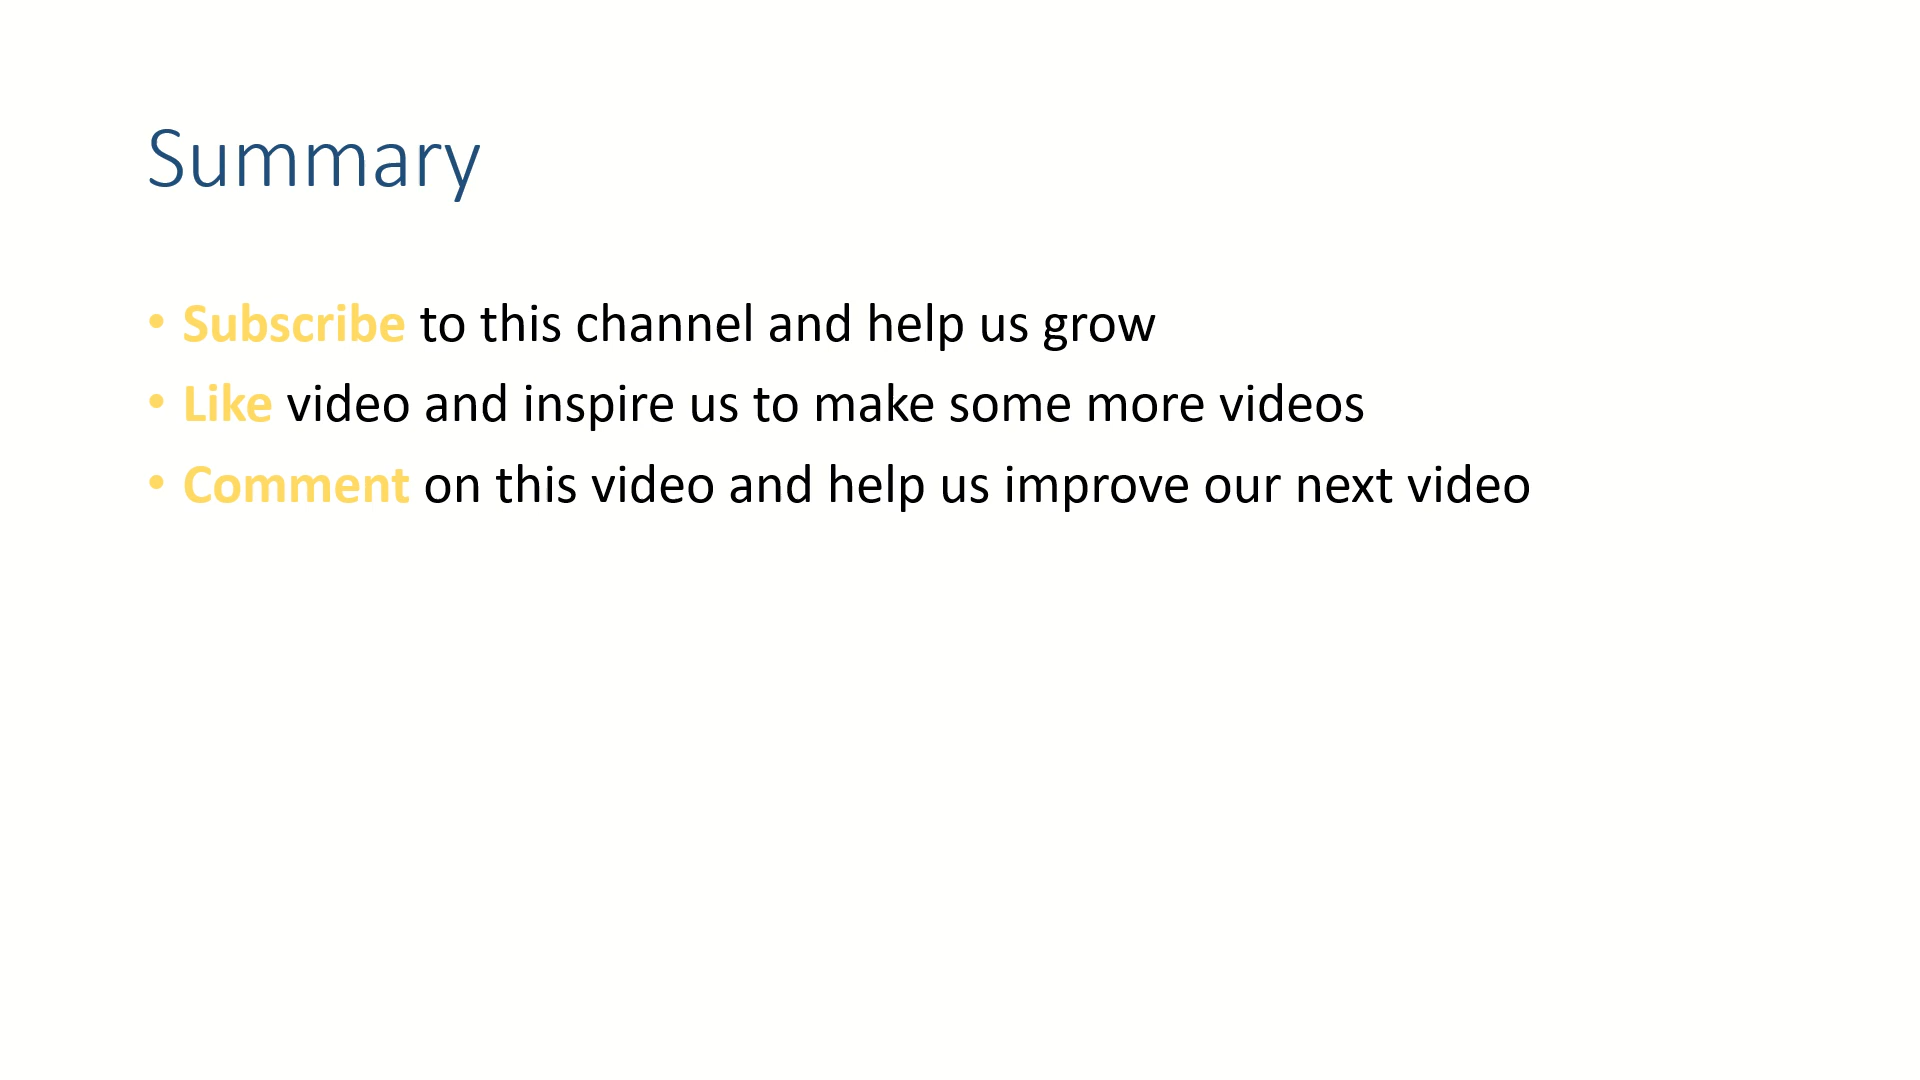 Summary
• Subscribe to this channel and help us grow
• Like video and inspire us to make some more videos
• Comment on this video and help us improve our next video